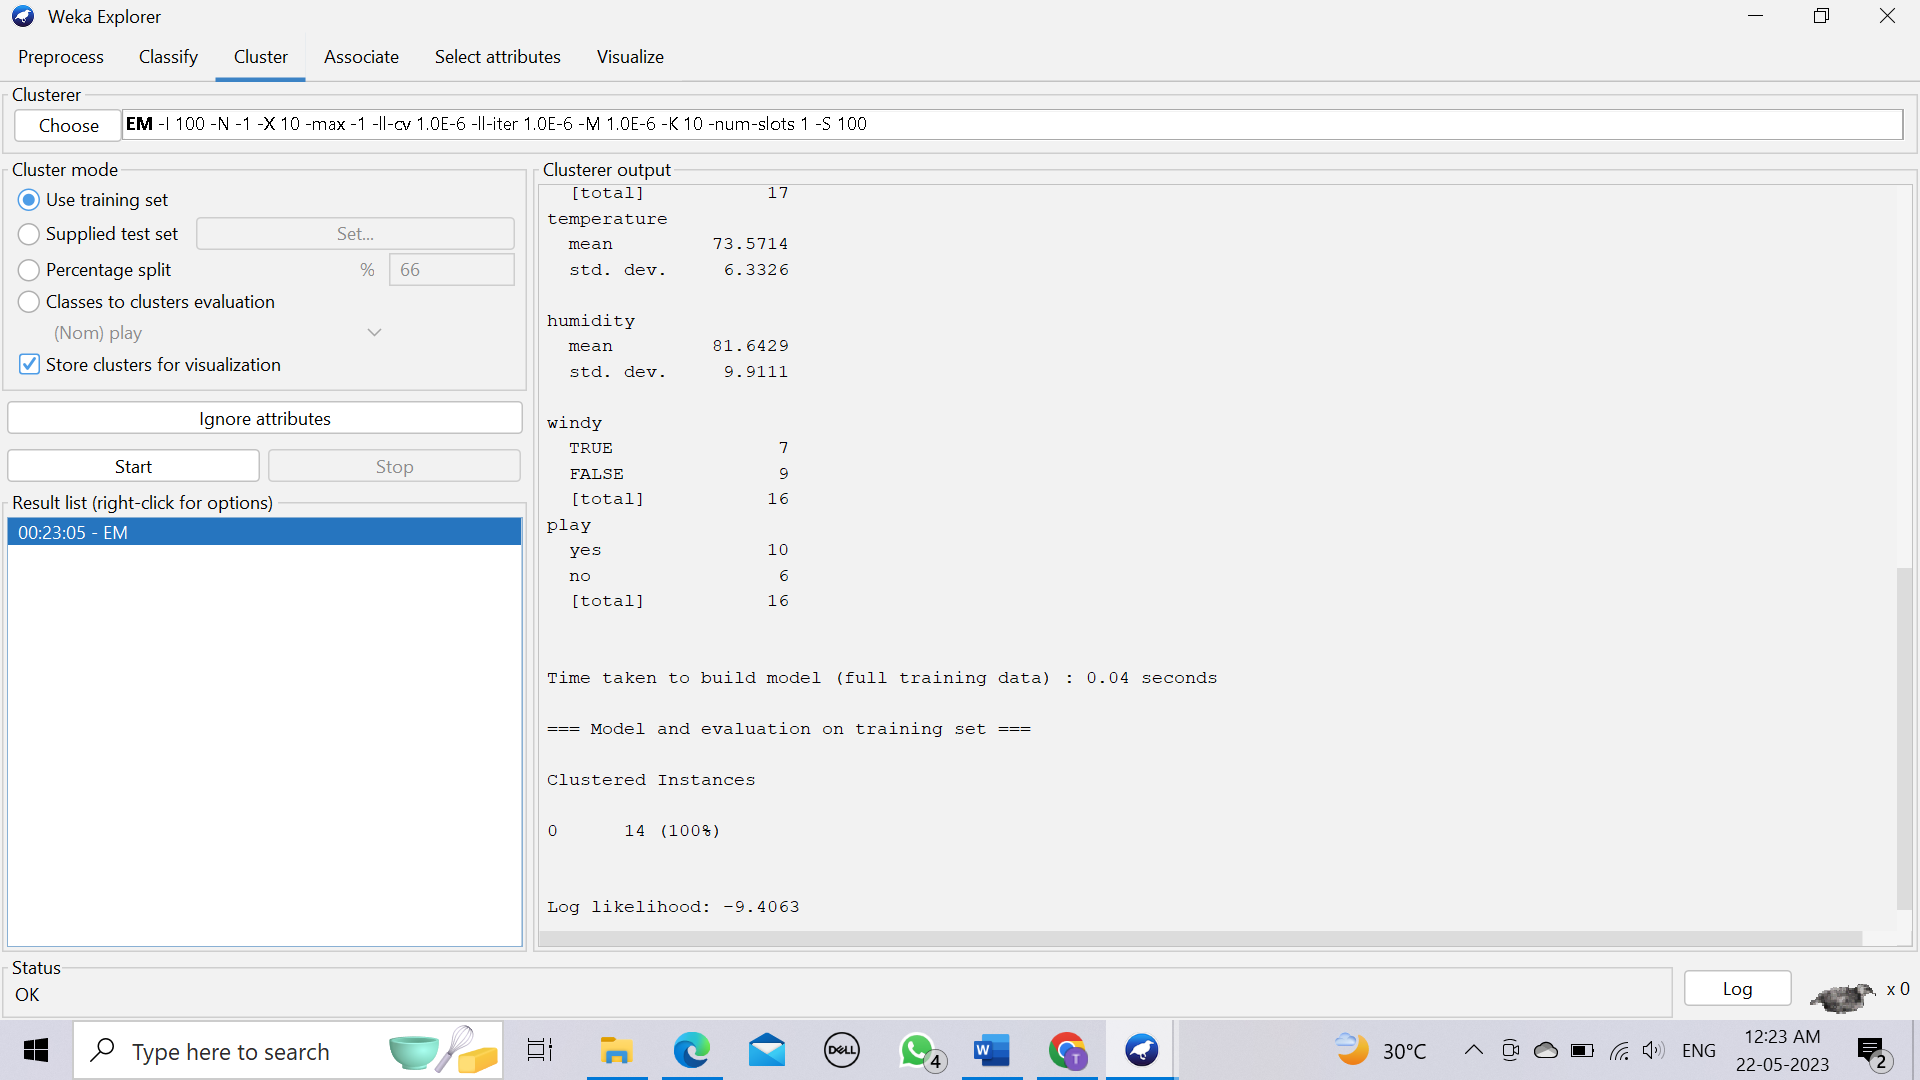 Weka Explorer
Preprocess Classify Cluster Associate Select attributes Visualize
Clusterer
Choose EM -I 100 -N -1 -X 10 -max -1 -ll-cv 1.0E-6 -ll-iter 1.0E-6 -M 1.0E-6 -K 10 -num-slots 1 -S 100
Cluster mode
Use training set
Supplied test set Set...
Percentage split % 66
Classes to clusters evaluation
(Nom) play
Store clusters for visualization
Ignore attributes
Start Stop
Result list (right-click for options)
00:23:05 - EM
Clusterer output
[total] 17
temperature
mean 73.5714
std. dev. 6.3326
humidity
mean 81.6429
std. dev. 9.9111
windy
TRUE 7
FALSE 9
[total] 16
play
yes 10
no 6
[total] 16
Time taken to build model (full training data) : 0.04 seconds
=== Model and evaluation on training set ===
Clustered Instances
0 14 (100%)
Log likelihood: -9.4063
Status
OK
Log x 0
Type here to search DELL 4 W T 30°C ENG 12:23 AM
22-05-2023 2